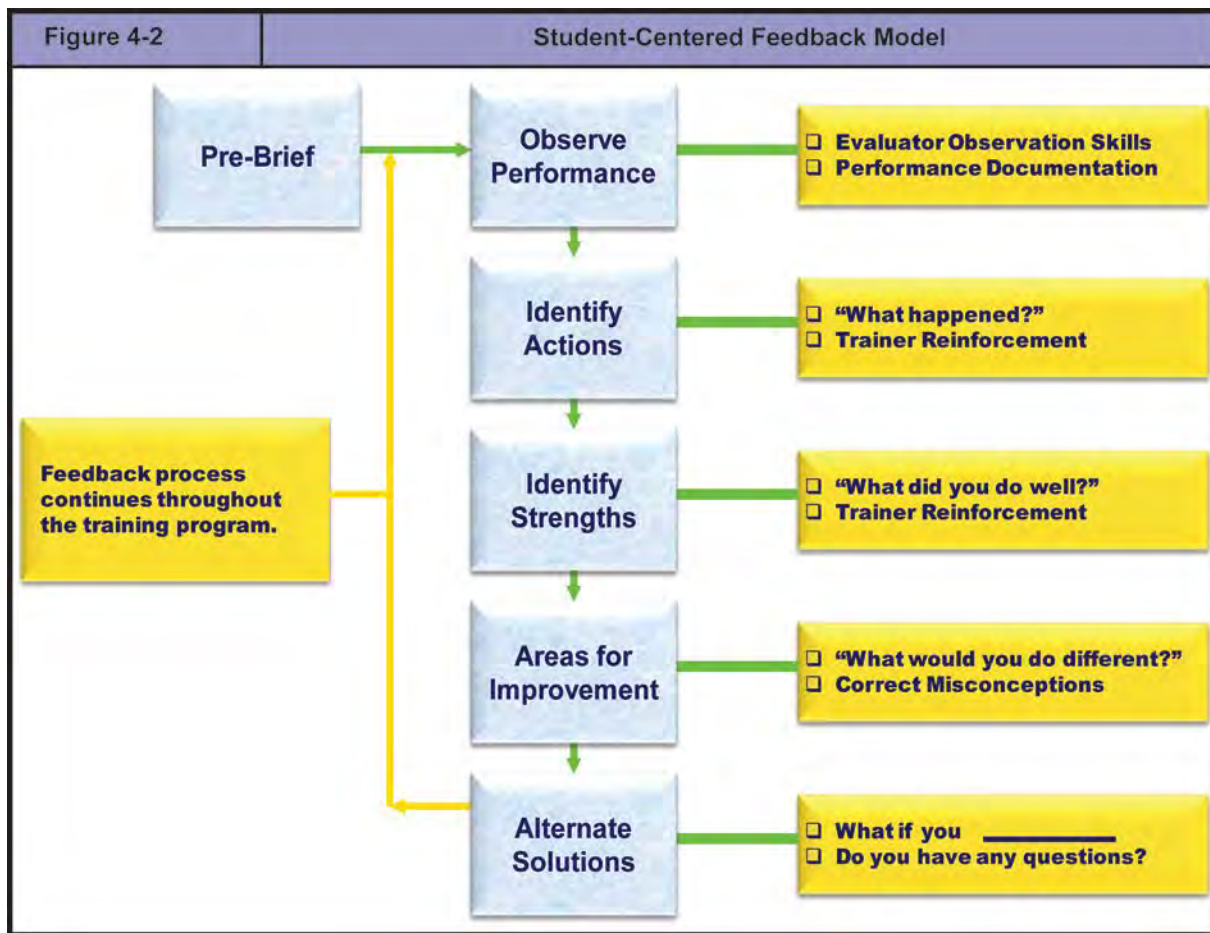 Figure 4-2
Student-Centered Feedback Model
Pre-Brief
Observe
Performance
❑ Evaluator Observation Skills
❑ Performance Documentation
Identify
Actions
❑ “What happened?”
❑ Trainer Reinforcement
Feedback process
continues throughout
the training program.
Identify
Strengths
❑ “What did you do well?”
❑ Trainer Reinforcement
Areas for
Improvement
❑ “What would you do different?”
❑ Correct Misconceptions
Alternate
Solutions
❑ What if you __________
❑ Do you have any questions?